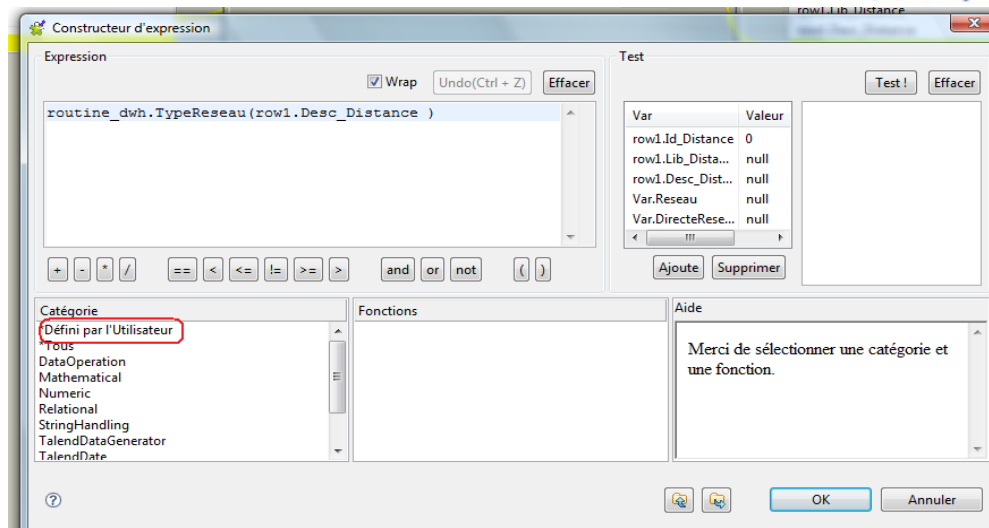 row1.Lib_Distance
Constructeur d'expression
Expression
Wrap Undo(Ctrl + Z) Effacer
routine_dwh.TypeReseau(row1.Desc_Distance )
+ - * / == < <= != >= > and or not ( )
Test
Test ! Effacer
Var Valeur
row1.Id_Distance 0
row1.Lib_Dista... null
row1.Desc_Dist... null
Var.Reseau null
Var.DirecteRese... null
Ajoute Supprimer
Catégorie
*Défini par l'Utilisateur
*Tous
DataOperation
Mathematical
Numeric
Relational
StringHandling
TalendDataGenerator
TalendDate
Fonctions
Aide
Merci de sélectionner une catégorie et
une fonction.
OK Annuler